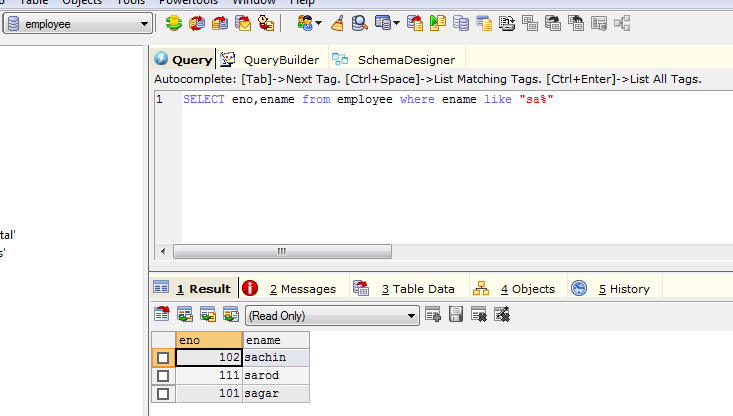 Table Objects Tools Powertools Window Help
employee
Query QueryBuilder SchemaDesigner
Autocomplete: [Tab]->Next Tag. [Ctrl+Space]->List Matching Tags. [Ctrl+Enter]->List All Tags.
1 SELECT eno,ename from employee where ename like "sa%"
tal'
s'
1 Result 2 Messages 3 Table Data 4 Objects 5 History
(Read Only)
eno ename
102 sachin
111 sarod
101 sagar